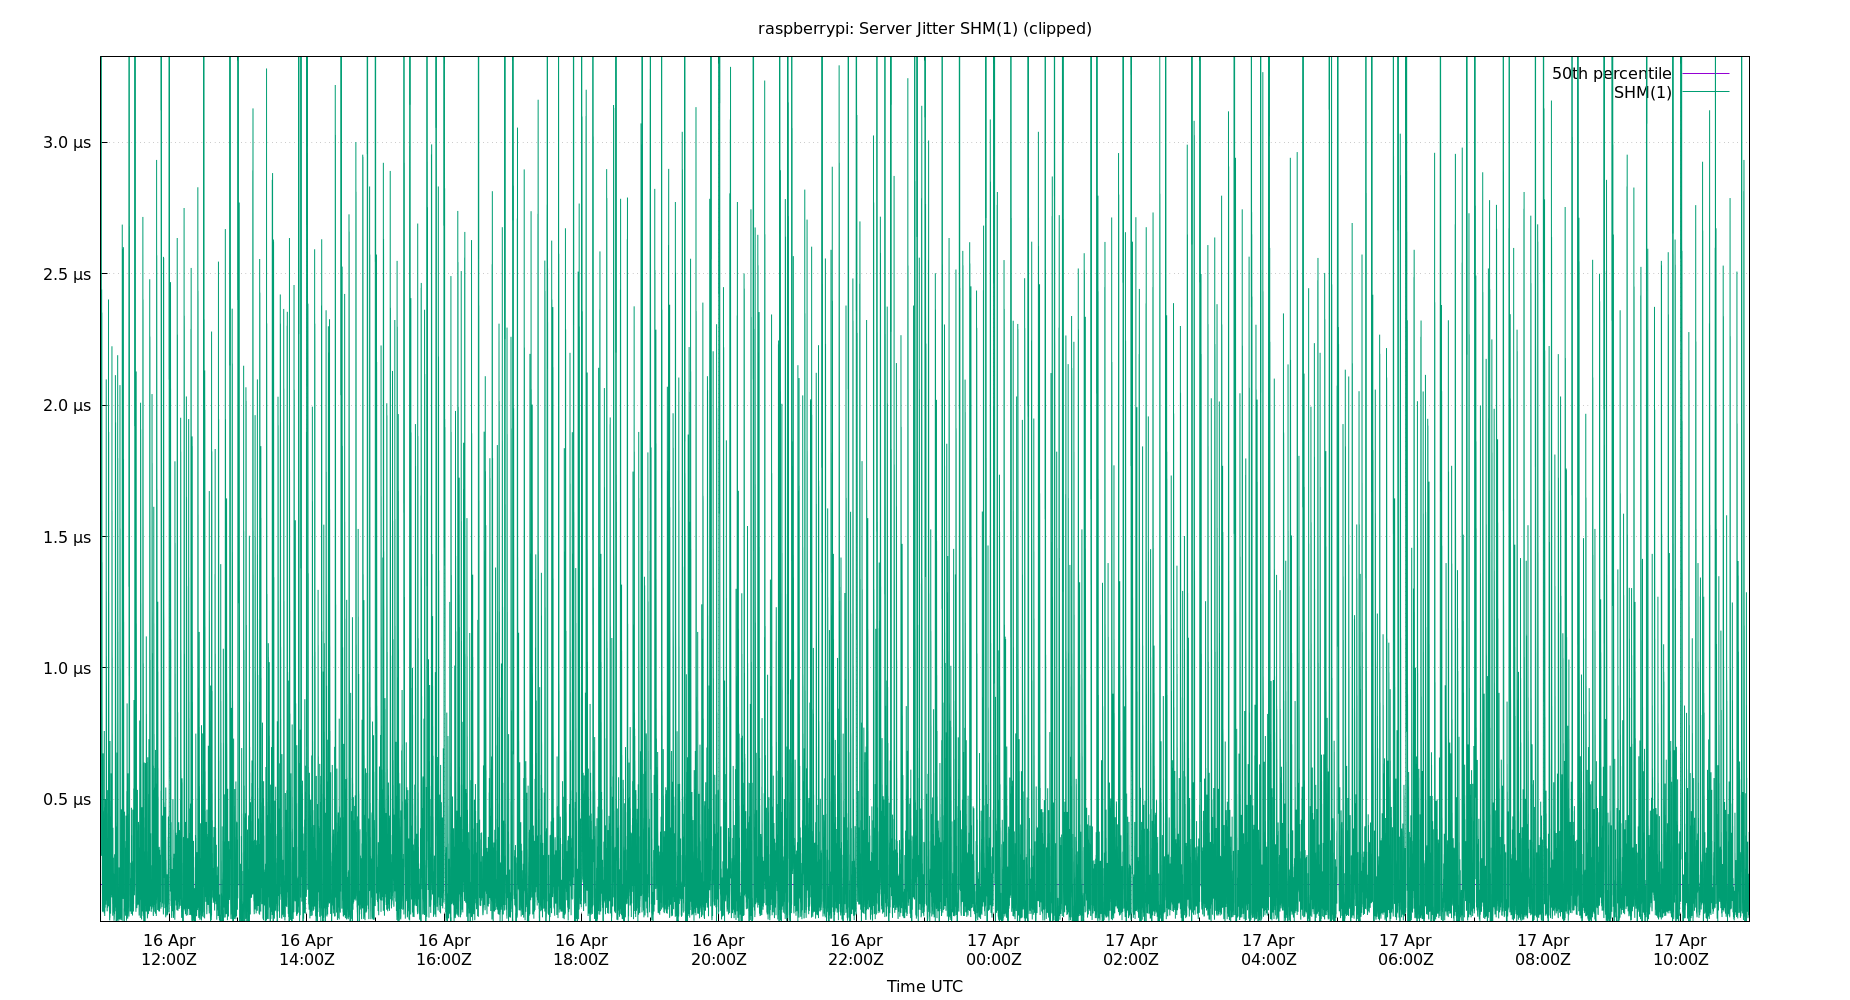 raspberrypi: Server Jitter SHM(1) (clipped)
50th percentile
SHM(1)
3.0 µs
2.5 µs
2.0 µs
1.5 µs
1.0 µs
0.5 µs
16 Apr 16 Apr 16 Apr 16 Apr 16 Apr 16 Apr 17 Apr 17 Apr 17 Apr 17 Apr 17 Apr 17 Apr
12:00Z 14:00Z 16:00Z 18:00Z 20:00Z 22:00Z 00:00Z 02:00Z 04:00Z 06:00Z 08:00Z 10:00Z
Time UTC